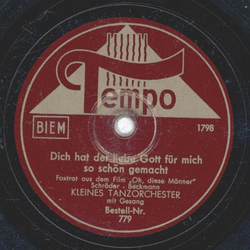 Tempo
BIEM
1798
Dich hat der liebe Gott für mich
so schön gemacht
Foxtrot aus dem Film „Oh, diese Männer"
Schröder - Beckmann
KLEINES TANZORCHESTER
mit Gesang
Bestell-Nr.
779